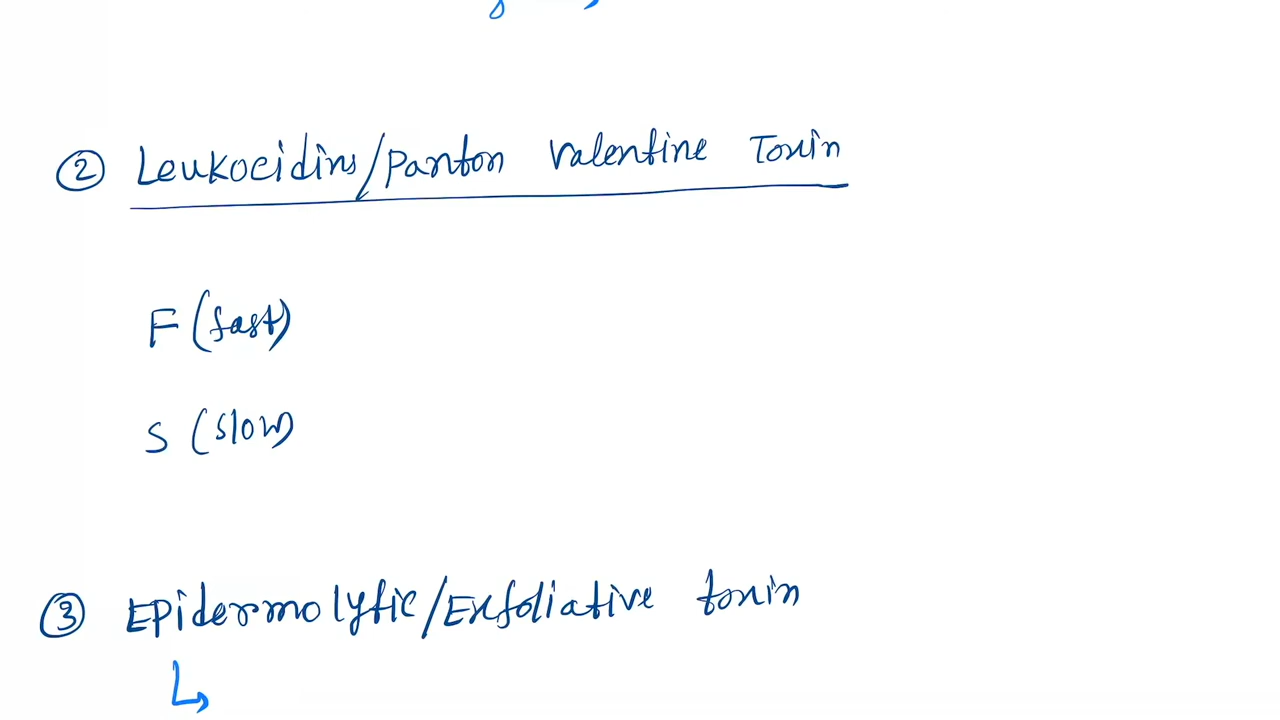 ② Leukocidins/Panton Valentine Toxin
F (fast)
S (slow)
③ Epidermolytic/Exfoliative toxin